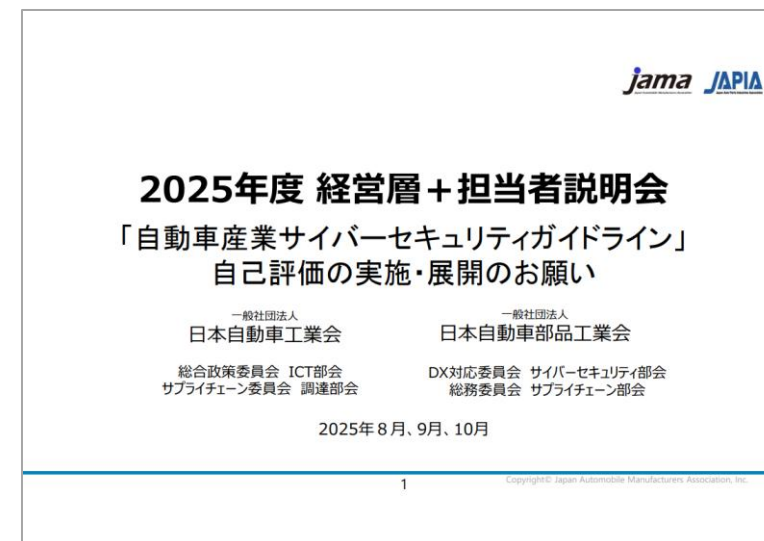 jama JAPIA
2025年度 経営層＋担当者説明会
「自動車産業サイバーセキュリティガイドライン」
自己評価の実施・展開のお願い
一般社団法人
日本自動車工業会
総合政策委員会 ICT部会
サプライチェーン委員会 調達部会
一般社団法人
日本自動車部品工業会
DX対応委員会 サイバーセキュリティ部会
総務委員会 サプライチェーン部会
2025年８月、9月、10月
1
Copyright© Japan Automobile Manufacturers Association, Inc.